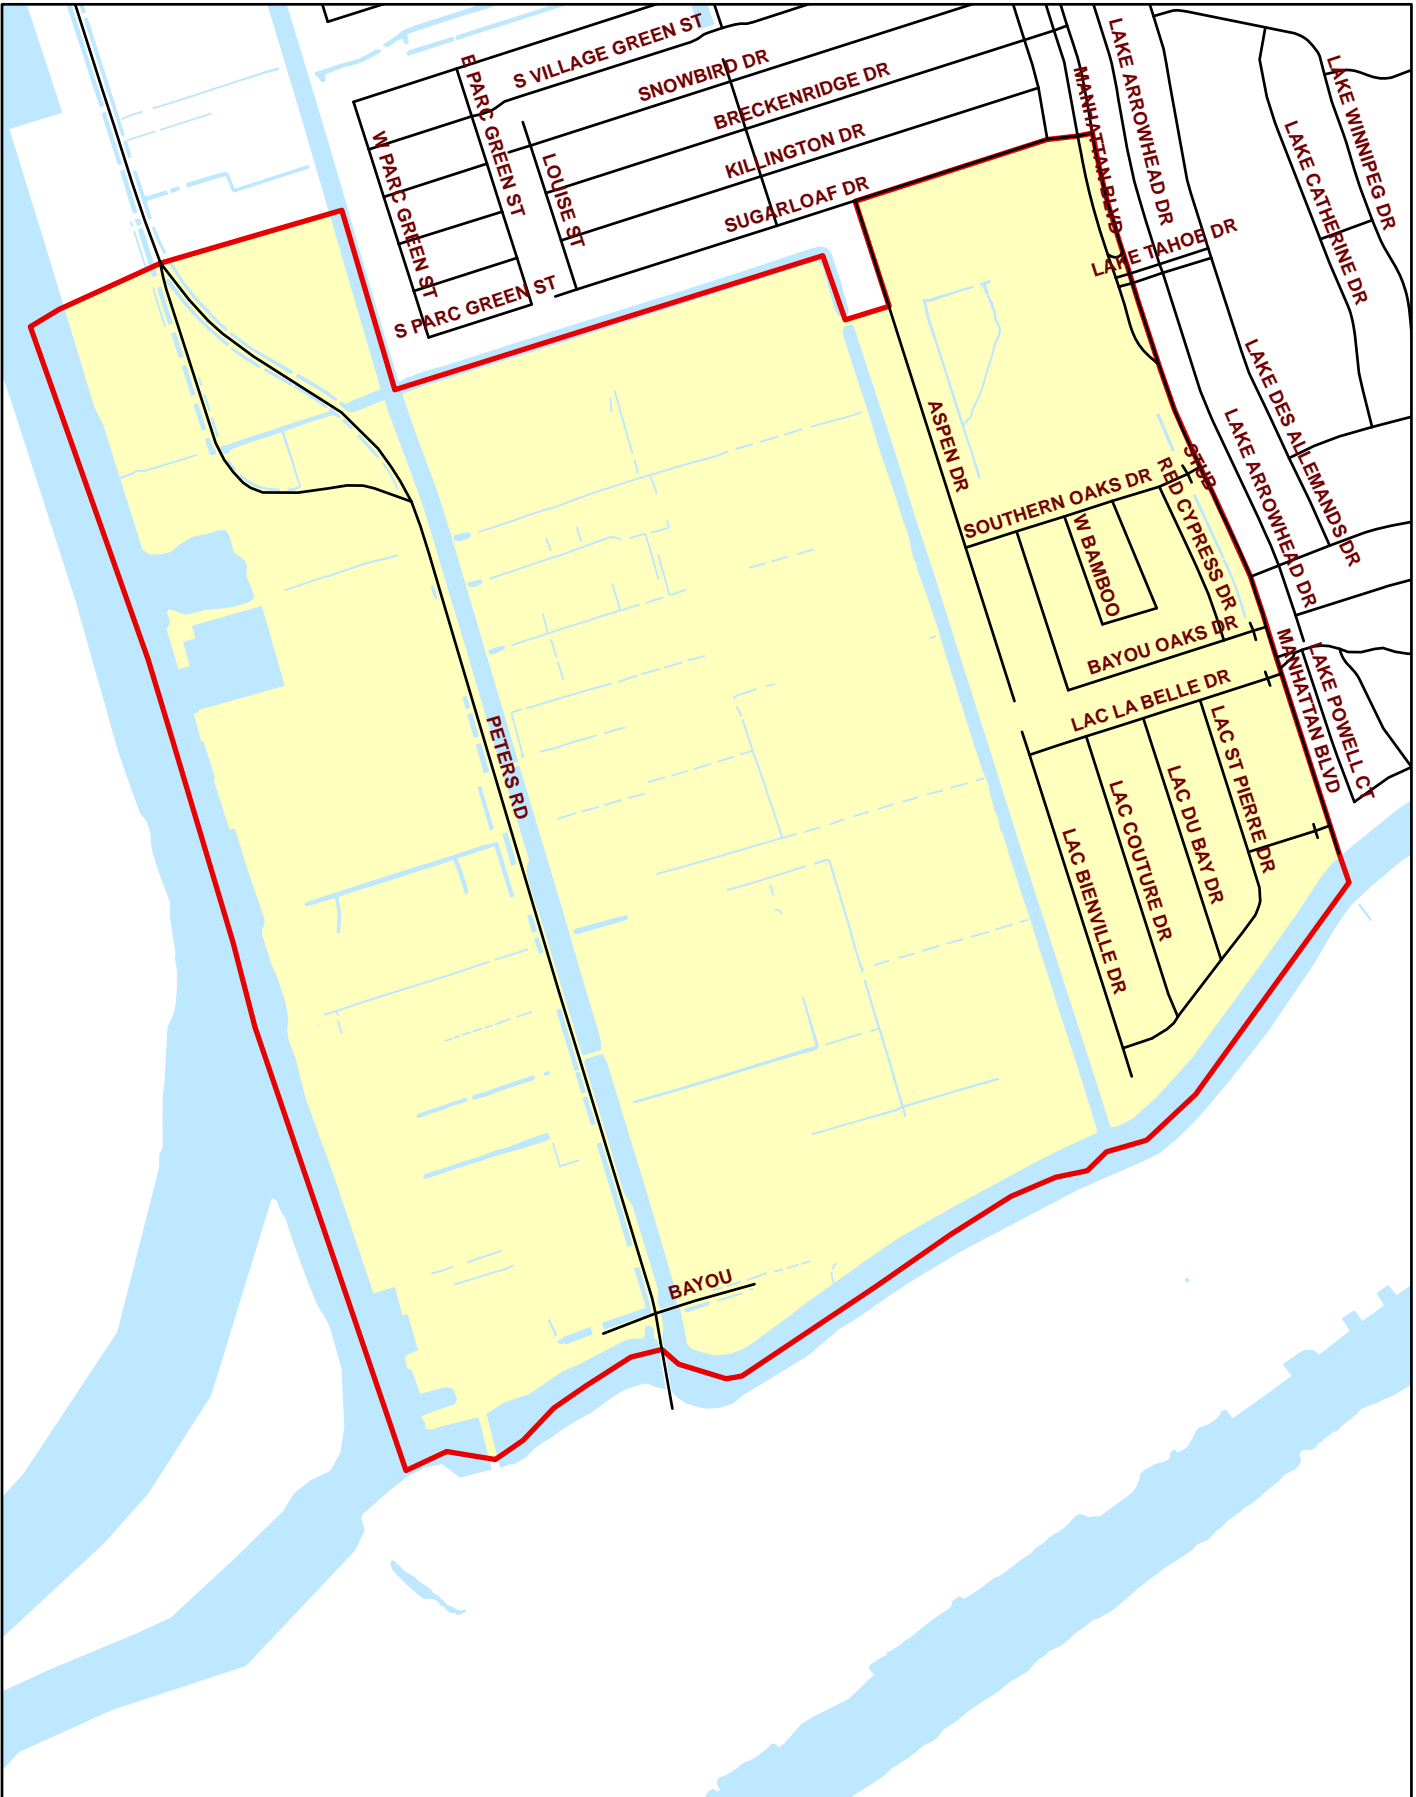 S VILLAGE GREEN ST
E PARC GREEN ST
SNOWBIRD DR
BRECKENRIDGE DR
MANHATTAN BLVD
LAKE ARROWHEAD DR
LAKE WINNIPEG DR
W PARC GREEN ST
LOUISE ST
KILLINGTON DR
LAKE CATHERINE DR
SUGARLOAF DR
LAKE TAHOE DR
S PARC GREEN ST
LAKE DES ALLEMANDS DR
ASPEN DR
LAKE ARROWHEAD DR
STUB
SOUTHERN OAKS DR
RED CYPRESS DR
W BAMBOO
BAYOU OAKS DR
MANHATTAN BLVD
LAKE POWELL CT
LAC LA BELLE DR
PETERS RD
LAC ST PIERRE DR
LAC DU BAY DR
LAC COUTURE DR
LAC BIENVILLE DR
BAYOU